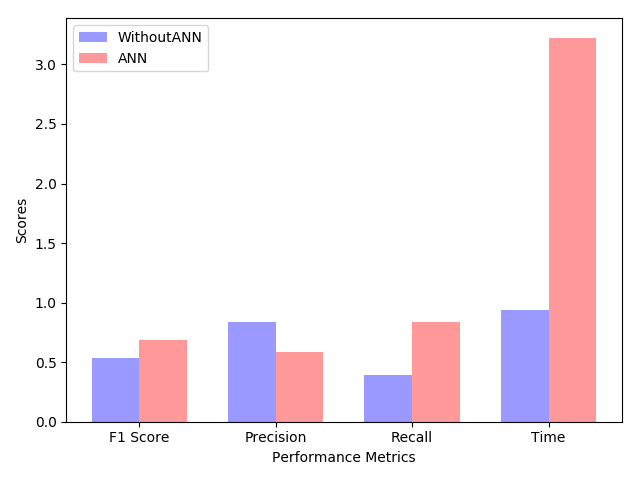 WithoutANN
ANN
3.0
2.5
2.0
1.5
1.0
0.5
0.0
Scores
F1 Score Precision Recall Time
Performance Metrics